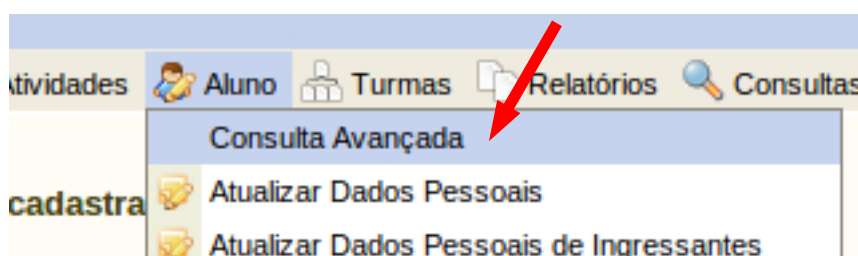 tividades Aluno Turmas Relatórios Consultas
Consulta Avançada
cadastra Atualizar Dados Pessoais
Atualizar Dados Pessoais de Ingressantes